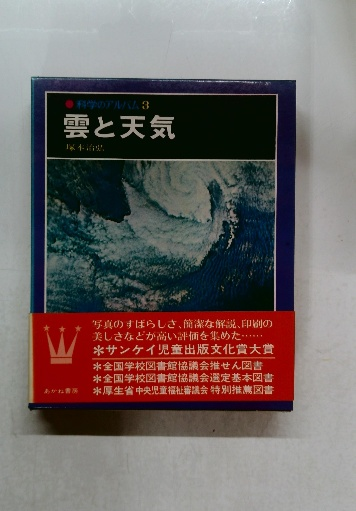 ●科学のアルバム3
雲と天気
塚本治弘
写真のすばらしさ、簡潔な解説、印刷の
美しさなどが高い評価を集めた……
＊サンケイ児童出版文化賞大賞
＊全国学校図書館協議会推せん図書
＊全国学校図書館協議会選定基本図書
＊厚生省中央児童福祉審議会 特別推薦図書
あかね書房